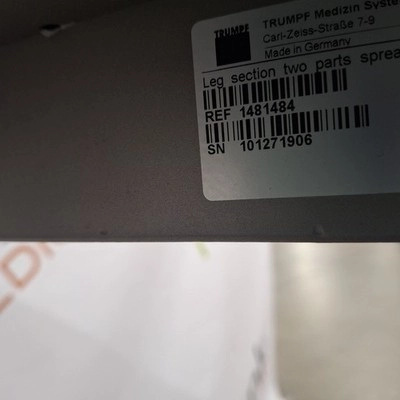 TRUMPF
TRUMPF Medizin Syste
Carl-Zeiss-Straße 7-9
Made in Germany
Leg section two parts sprea
REF 1481484
SN 101271906